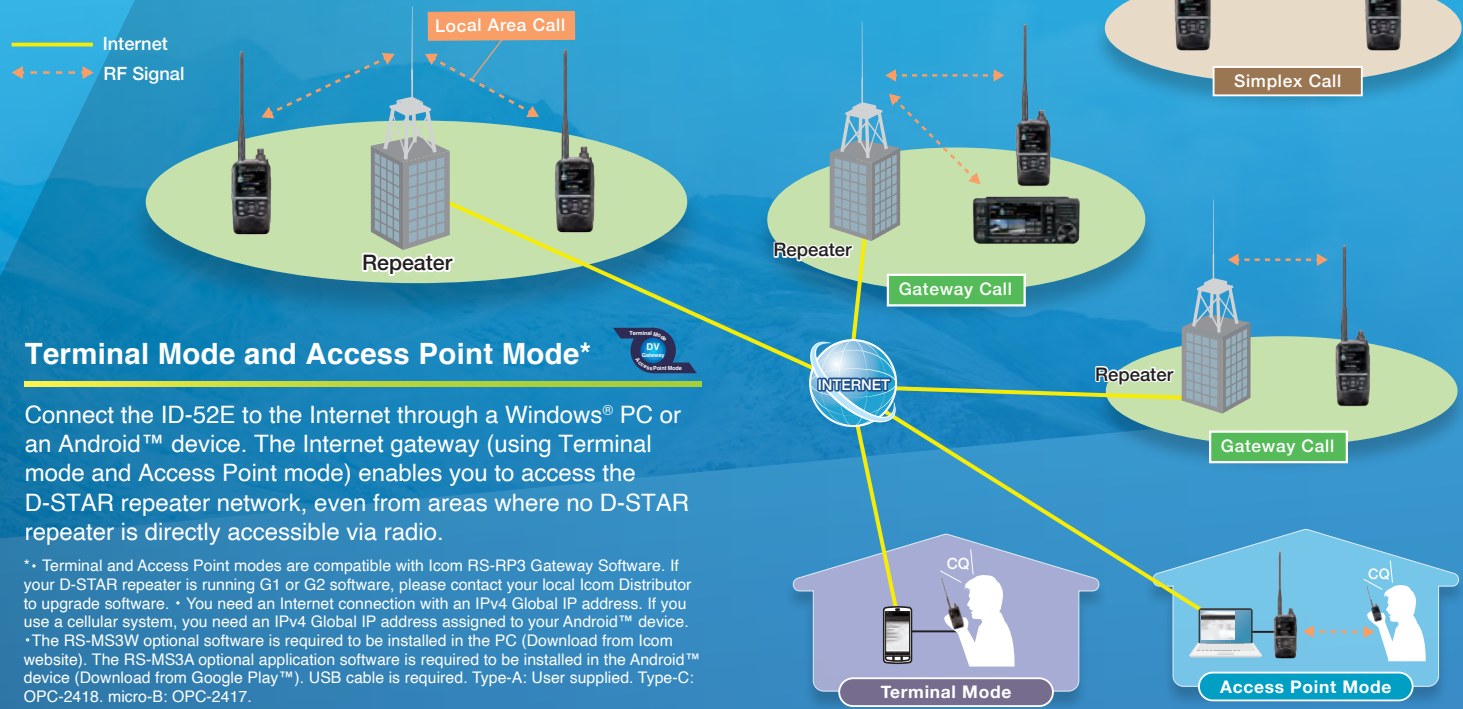 Internet
RF Signal
Local Area Call
Repeater
Simplex Call
Repeater
Gateway Call
Repeater
Gateway Call
INTERNET
Terminal Mode and Access Point Mode*
Terminal Mode
DV
Gateway
Access Point Mode
Connect the ID-52E to the Internet through a Windows® PC or
an Android™ device. The Internet gateway (using Terminal
mode and Access Point mode) enables you to access the
D-STAR repeater network, even from areas where no D-STAR
repeater is directly accessible via radio.
*• Terminal and Access Point modes are compatible with Icom RS-RP3 Gateway Software. If
your D-STAR repeater is running G1 or G2 software, please contact your local Icom Distributor
to upgrade software. • You need an Internet connection with an IPv4 Global IP address. If you
use a cellular system, you need an IPv4 Global IP address assigned to your Android™ device.
•The RS-MS3W optional software is required to be installed in the PC (Download from Icom
website). The RS-MS3A optional application software is required to be installed in the Android™
device (Download from Google Play™). USB cable is required. Type-A: User supplied. Type-C:
OPC-2418. micro-B: OPC-2417.
CQ
Terminal Mode
CQ
Access Point Mode